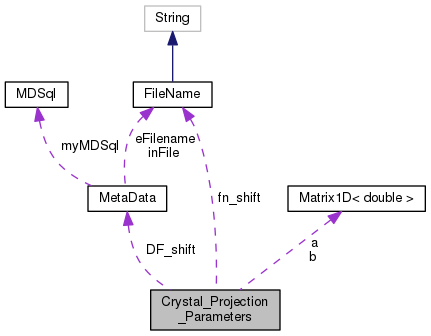 String
MDSql
FileName
myMDSql
eFilename
inFile
MetaData
fn_shift
Matrix1D< double >
DF_shift
a
b
Crystal_Projection
_Parameters